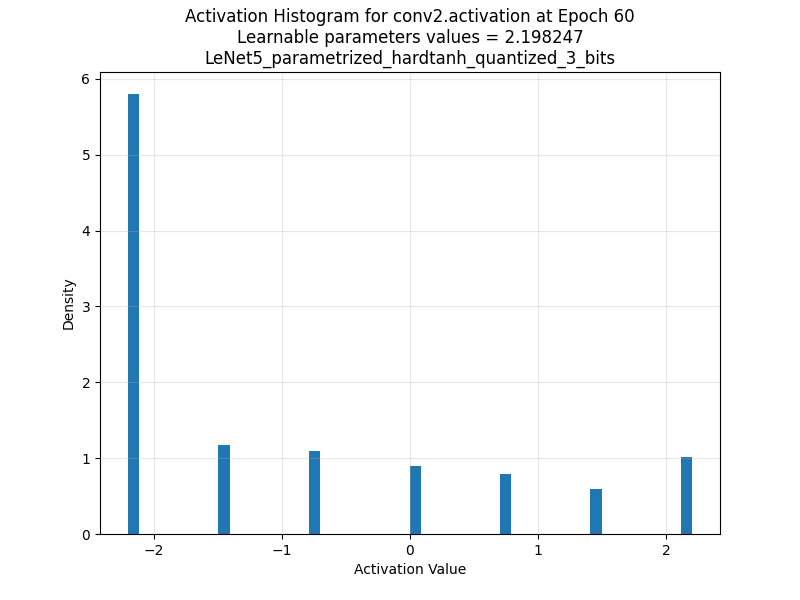 Activation Histogram for conv2.activation at Epoch 60
Learnable parameters values = 2.198247
LeNet5_parametrized_hardtanh_quantized_3_bits
6
5
4
3
2
1
0
Density
−2
−1
0
1
2
Activation Value